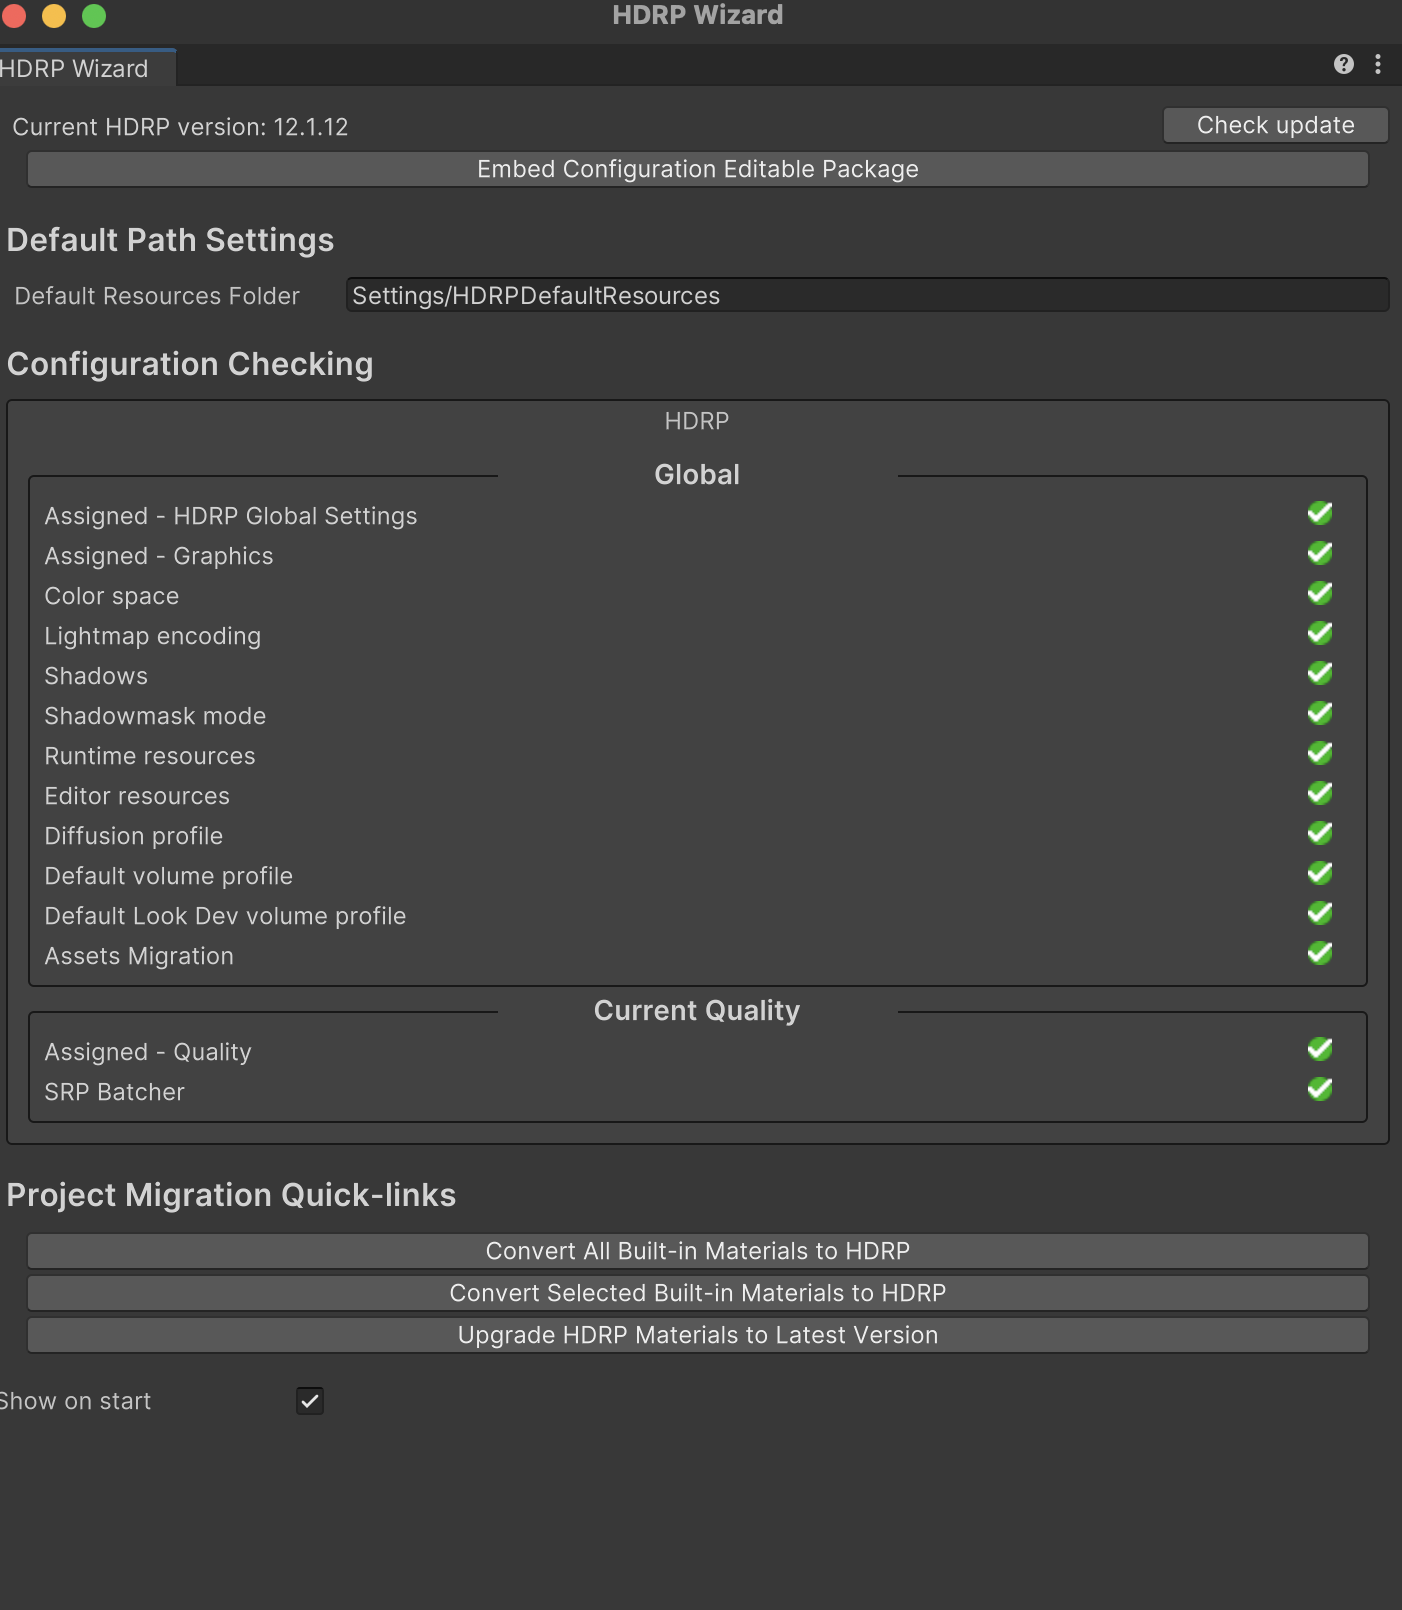 HDRP Wizard
HDRP Wizard
Current HDRP version: 12.1.12
Check update
Embed Configuration Editable Package
Default Path Settings
Default Resources Folder
Settings/HDRPDefaultResources
Configuration Checking
HDRP
Global
Assigned - HDRP Global Settings
Assigned - Graphics
Color space
Lightmap encoding
Shadows
Shadowmask mode
Runtime resources
Editor resources
Diffusion profile
Default volume profile
Default Look Dev volume profile
Assets Migration
Current Quality
Assigned - Quality
SRP Batcher
Project Migration Quick-links
Convert All Built-in Materials to HDRP
Convert Selected Built-in Materials to HDRP
Upgrade HDRP Materials to Latest Version
Show on start